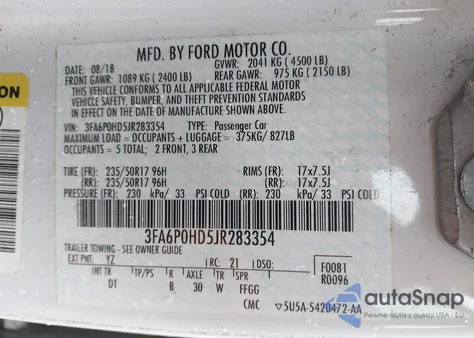 MFD. BY FORD MOTOR CO.
DATE: 08/18 GVWR: 2041 KG (4500 LB)
FRONT GAWR: 1089 KG (2400 LB) REAR GAWR: 975 KG (2150 LB)
THIS VEHICLE CONFORMS TO ALL APPLICABLE FEDERAL MOTOR
VEHICLE SAFETY, BUMPER, AND THEFT PREVENTION STANDARDS
IN EFFECT ON THE DATE OF MANUFACTURE SHOWN ABOVE.
VIN: 3FA6P0HD5JR283354 TYPE: Passenger Car
MAXIMUM LOAD = OCCUPANTS + LUGGAGE = 375KG/827LB
OCCUPANTS = 5 TOTAL; 2 FRONT, 3 REAR
TIRE (FR): 235/50R17 96H RIMS (FR): 17x7.5J
(RR): 235/50R17 96H (RR): 17x7.5J
PRESSURE (FR): 230 kPa/ 33 PSI COLD (RR): 230 kPa/ 33 PSI COLD
3FA6P0HD5JR283354
TRAILER TOWING - SEE OWNER GUIDE
EXT PNT: YZ RC: 21 DSO: F0081
INT TR TP/PS R AXLE TR SPR R0096
DT B 30 W FFGG
CMC 5U5A-5420472-AA
ON
autaSnap
Pewne auta z aukcji USA i EU